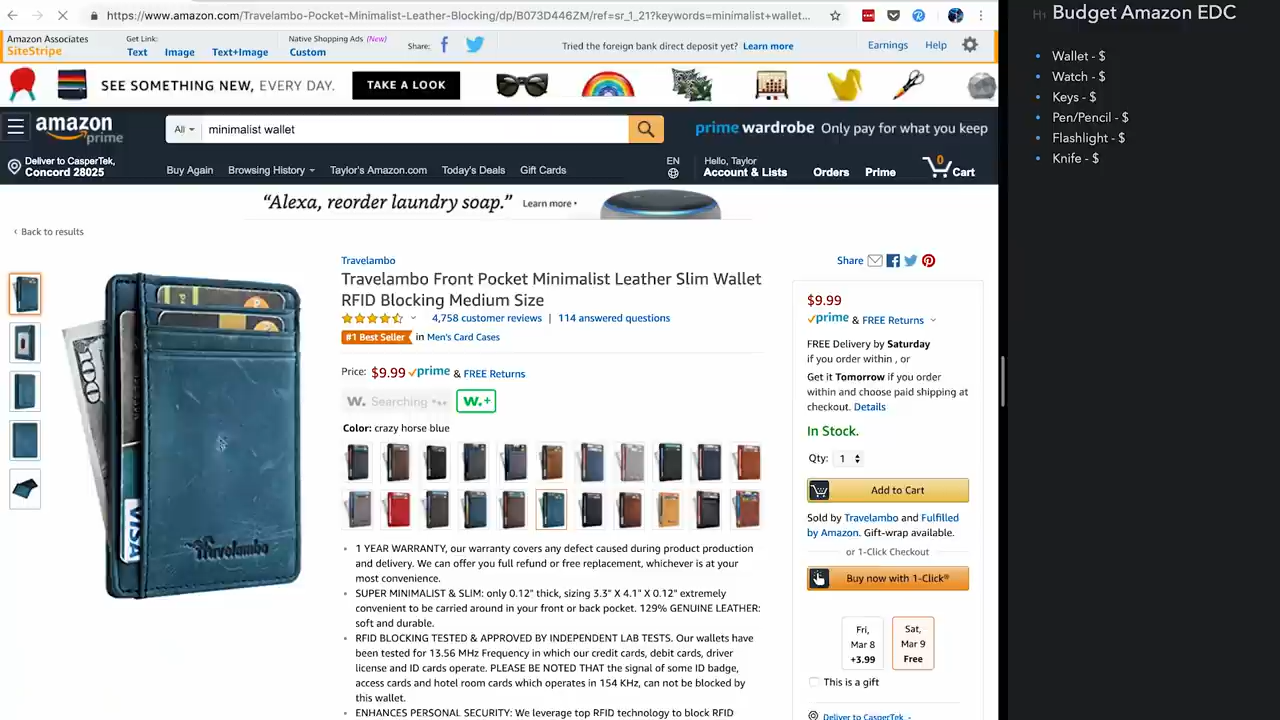 https://www.amazon.com/Travelambo-Pocket-Minimalist-Leather-Blocking/dp/B073D446ZM/ref=sr_1_21?keywords=minimalist+wallet...
Amazon Associates
SiteStripe
Get Link:
Text Image Text+Image
Native Shopping Ads (New)
Custom
Share:
Tried the foreign bank direct deposit yet? Learn more
Earnings Help
SEE SOMETHING NEW, EVERY DAY. TAKE A LOOK
amazon prime
All minimalist wallet
prime wardrobe Only pay for what you keep
Deliver to CasperTek,
Concord 28025
Buy Again Browsing History Taylor's Amazon.com Today's Deals Gift Cards
EN
Hello, Taylor
Account & Lists
Orders Prime
0
Cart
“Alexa, reorder laundry soap.” Learn more ›
‹ Back to results
100
VISA
Travelambo
Travelambo
Travelambo Front Pocket Minimalist Leather Slim Wallet
RFID Blocking Medium Size
4,758 customer reviews | 114 answered questions
#1 Best Seller in Men's Card Cases
Price: $9.99 prime & FREE Returns
W. Searching
W.+
Color: crazy horse blue
• 1 YEAR WARRANTY, our warranty covers any defect caused during product production
and delivery. We can offer you full refund or free replacement, whichever is at your
most convenience.
• SUPER MINIMALIST & SLIM: only 0.12" thick, sizing 3.3" X 4.1" X 0.12" extremely
convenient to be carried around in your front or back pocket. 129% GENUINE LEATHER:
soft and durable.
• RFID BLOCKING TESTED & APPROVED BY INDEPENDENT LAB TESTS. Our wallets have
been tested for 13.56 MHz Frequency in which our credit cards, debit cards, driver
license and ID cards operate. PLEASE BE NOTED THAT the signal of some ID badge,
access cards and hotel room cards which operates in 154 KHz, can not be blocked by
this wallet.
• ENHANCES PERSONAL SECURITY: We leverage top RFID technology to block RFID
Share
$9.99
prime & FREE Returns
FREE Delivery by Saturday
if you order within , or
Get it Tomorrow if you order
within and choose paid shipping at
checkout. Details
In Stock.
Qty: 1
Add to Cart
Sold by Travelambo and Fulfilled
by Amazon. Gift-wrap available.
or 1-Click Checkout
Buy now with 1-Click®
Fri,
Mar 8
+3.99
Sat,
Mar 9
Free
This is a gift
Deliver to CasperTek, -
H1 Budget Amazon EDC
• Wallet - $
• Watch - $
• Keys - $
• Pen/Pencil - $
• Flashlight - $
• Knife - $